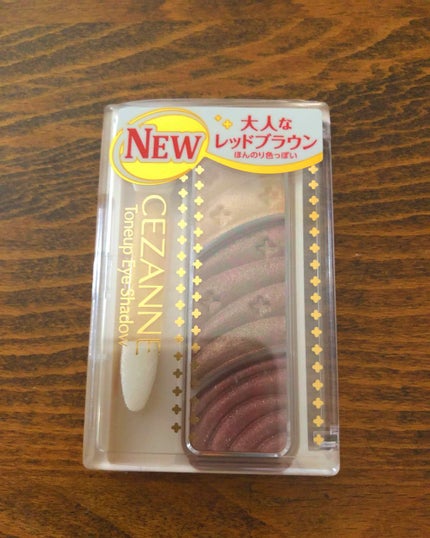 NEW
大人な
レッドブラウン
ほんのり色っぽい
CEZANNE
Toneup Eye Shadow